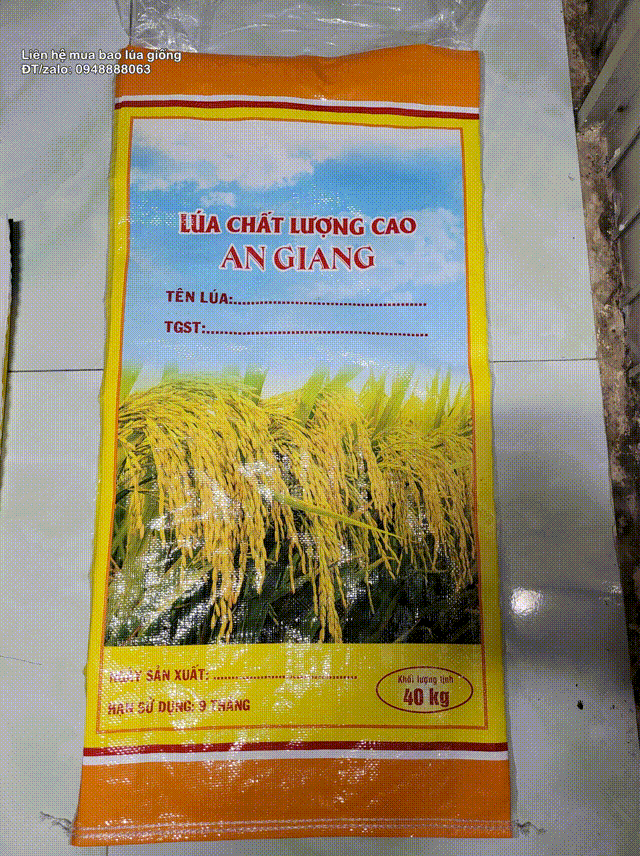 Liên hệ mua bao lúa giống
ĐT/zalo: 0948888063
LÚA CHẤT LƯỢNG CAO
AN GIANG
TÊN LÚA:
TGST:
NGÀY SẢN XUẤT:
HẠN SỬ DỤNG: 9 THÁNG
Khối lượng tịnh
40 kg